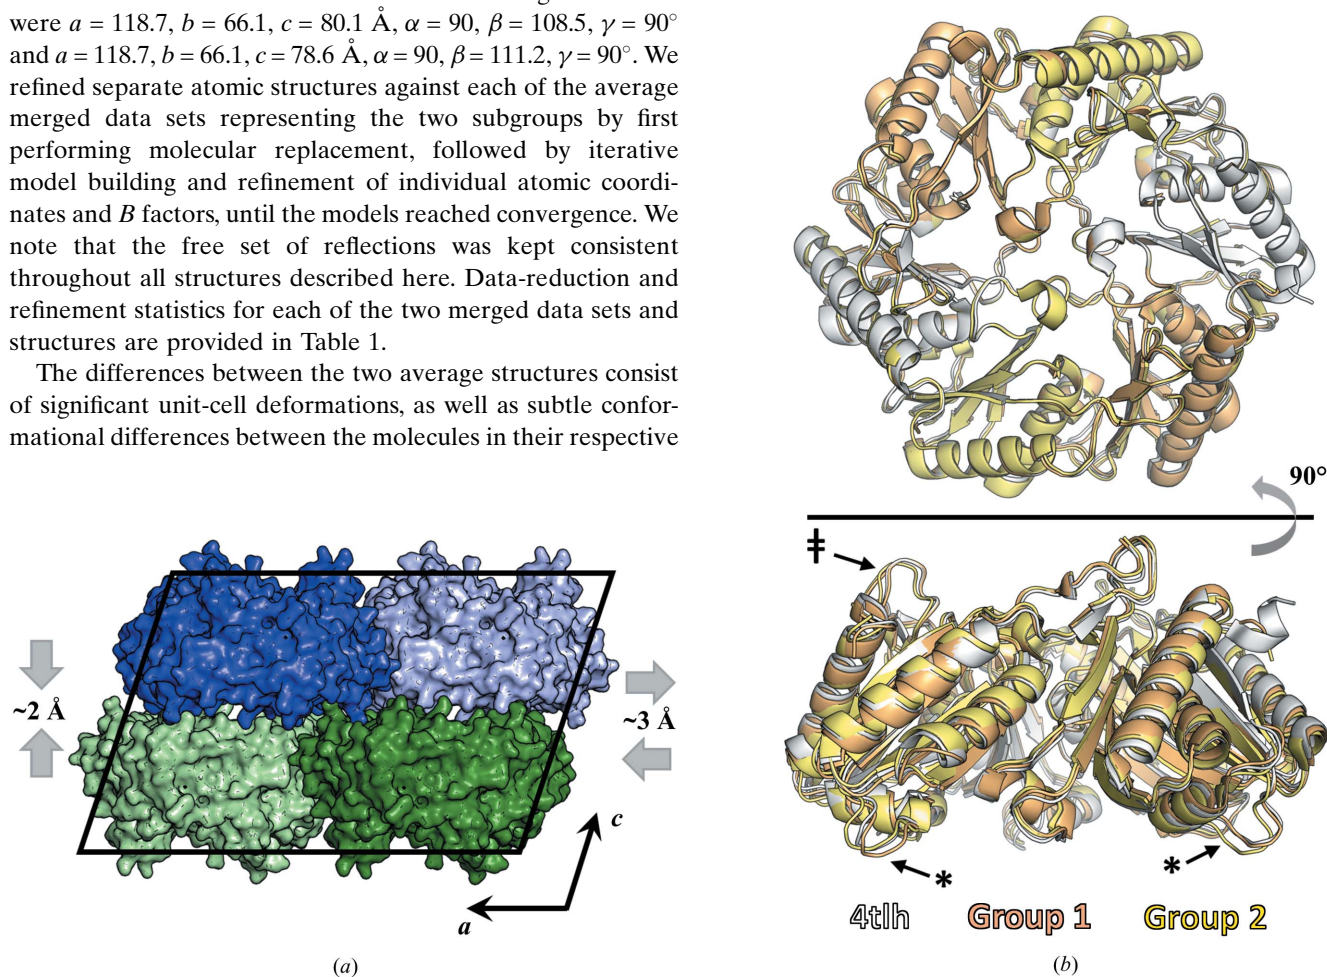 were a = 118.7, b = 66.1, c = 80.1 Å, α = 90, β = 108.5, γ = 90°
and a = 118.7, b = 66.1, c = 78.6 Å, α = 90, β = 111.2, γ = 90°. We
refined separate atomic structures against each of the average
merged data sets representing the two subgroups by first
performing molecular replacement, followed by iterative
model building and refinement of individual atomic coordi-
nates and B factors, until the models reached convergence. We
note that the free set of reflections was kept consistent
throughout all structures described here. Data-reduction and
refinement statistics for each of the two merged data sets and
structures are provided in Table 1.
The differences between the two average structures consist
of significant unit-cell deformations, as well as subtle confor-
mational differences between the molecules in their respective
~2 Å
~3 Å
c
a
(a)
90°
‡
*
*
4tlh Group 1 Group 2
(b)